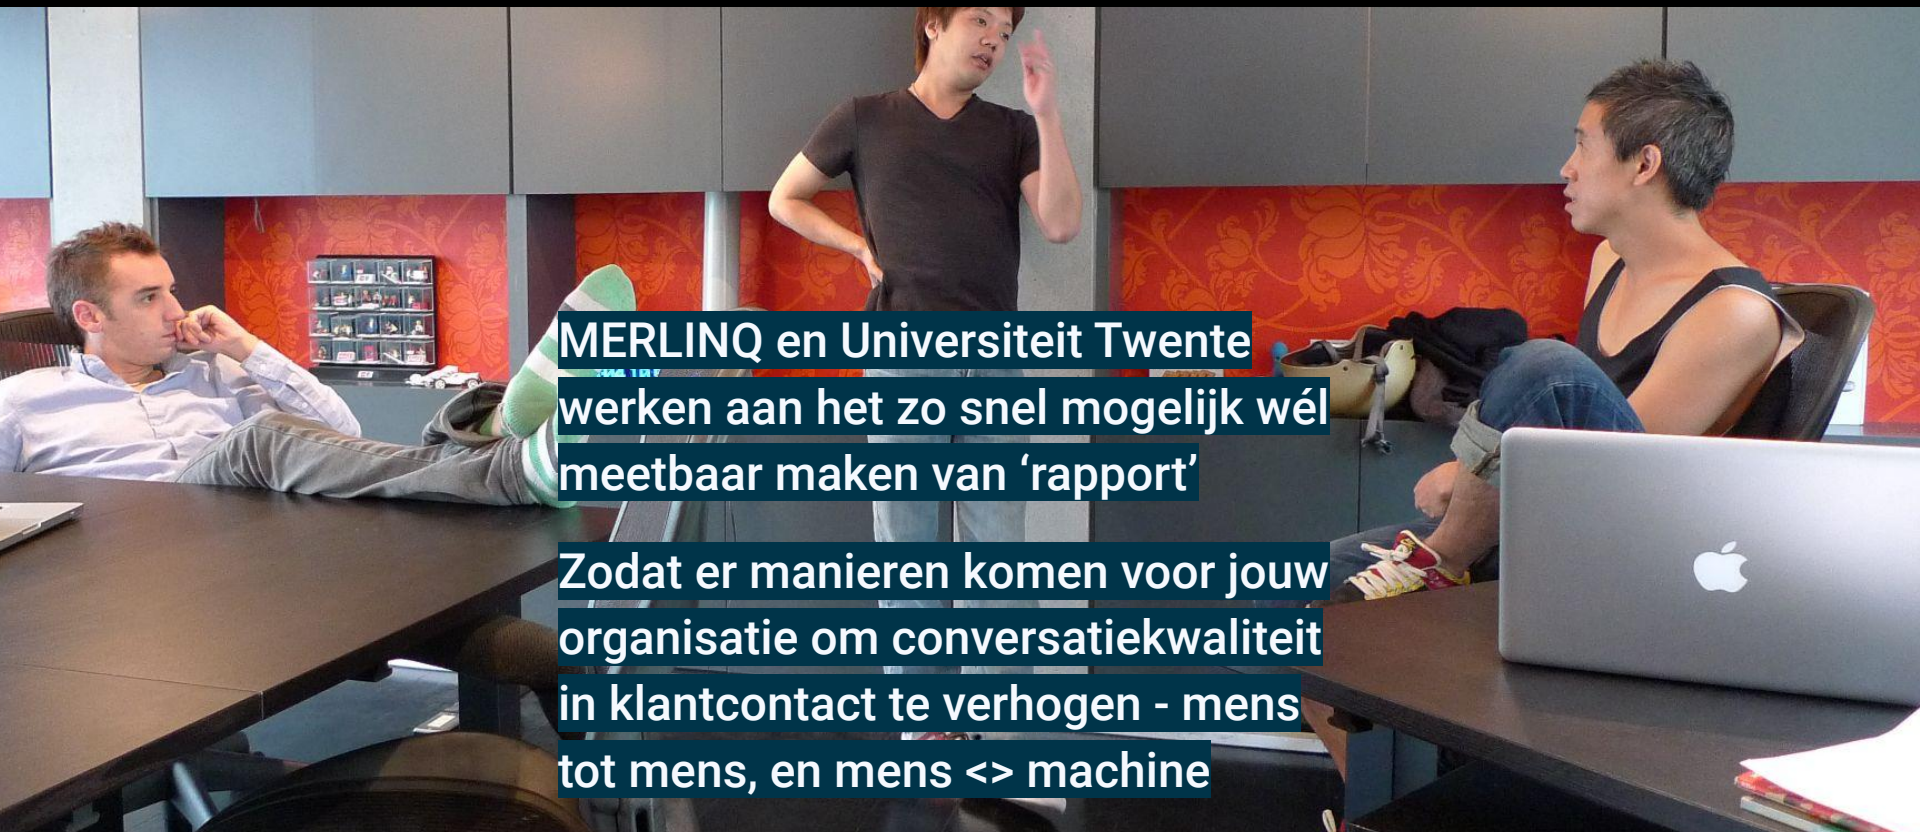 MERLINQ en Universiteit Twente
werken aan het zo snel mogelijk wél
meetbaar maken van ‘rapport’
Zodat er manieren komen voor jouw
organisatie om conversatiekwaliteit
in klantcontact te verhogen - mens
tot mens, en mens <> machine